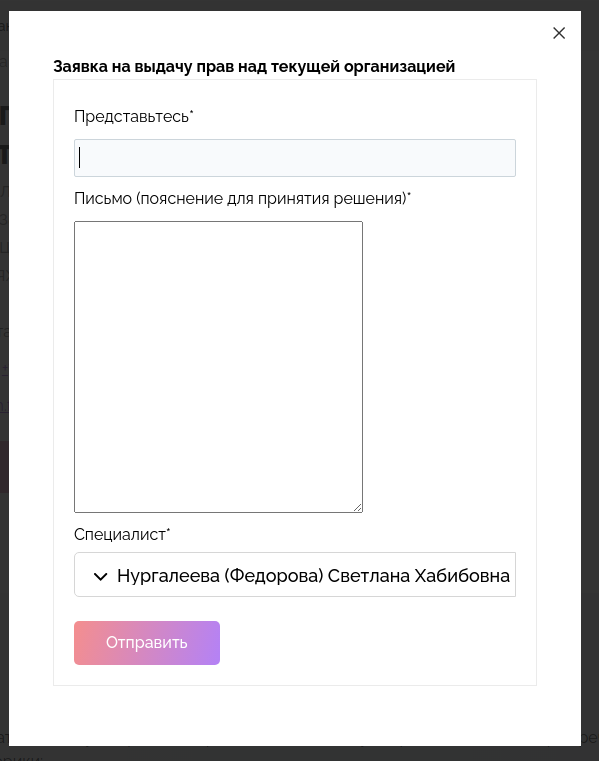 Заявка на выдачу прав над текущей организацией
Представьтесь*
Письмо (пояснение для принятия решения)*
Специалист*
Нургалеева (Федорова) Светлана Хабибовна
Отправить